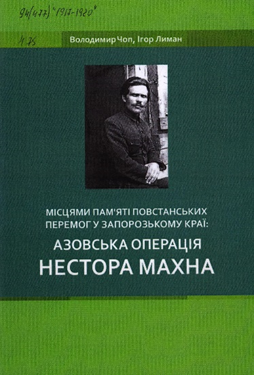 94(477)"1917-1920"
Володимир Чоп, Ігор Лиман
МІСЦЯМИ ПАМ'ЯТІ ПОВСТАНСЬКИХ
ПЕРЕМОГ У ЗАПОРОЗЬКОМУ КРАЇ:
АЗОВСЬКА ОПЕРАЦІЯ
НЕСТОРА МАХНА